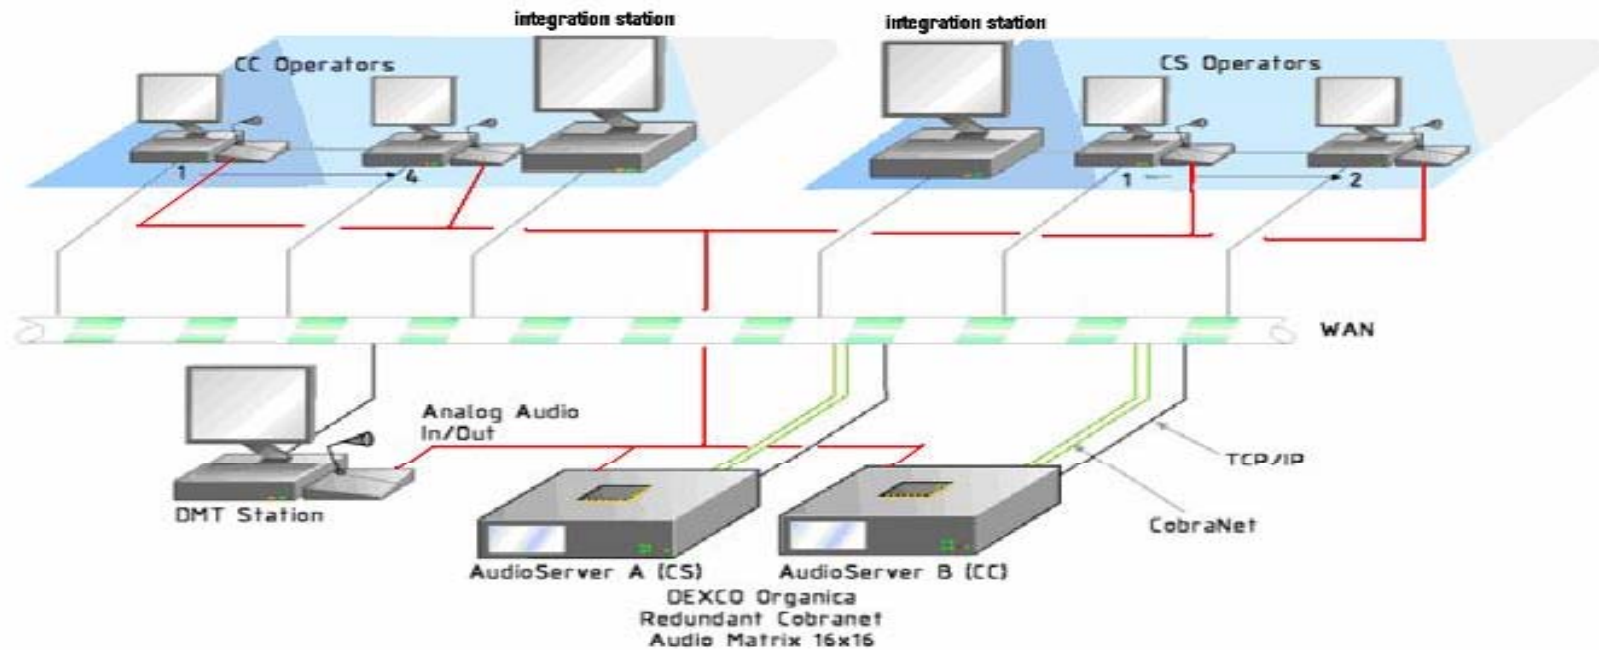 integration station
integration station
CC Operators
CS Operators
1
4
1
2
WAN
Analog Audio
In/Out
TCP/IP
DMT Station
CobraNet
AudioServer A (CS)
AudioServer B (CC)
DEXCO Organica
Redundant Cobranet
Audio Matrix 16x16